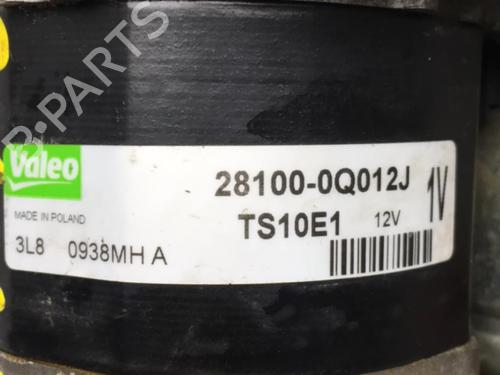 B-PARTS
Valeo
28100-0Q012J
1V
MADE IN POLAND
TS10E1 12V
3L8 0938MH A